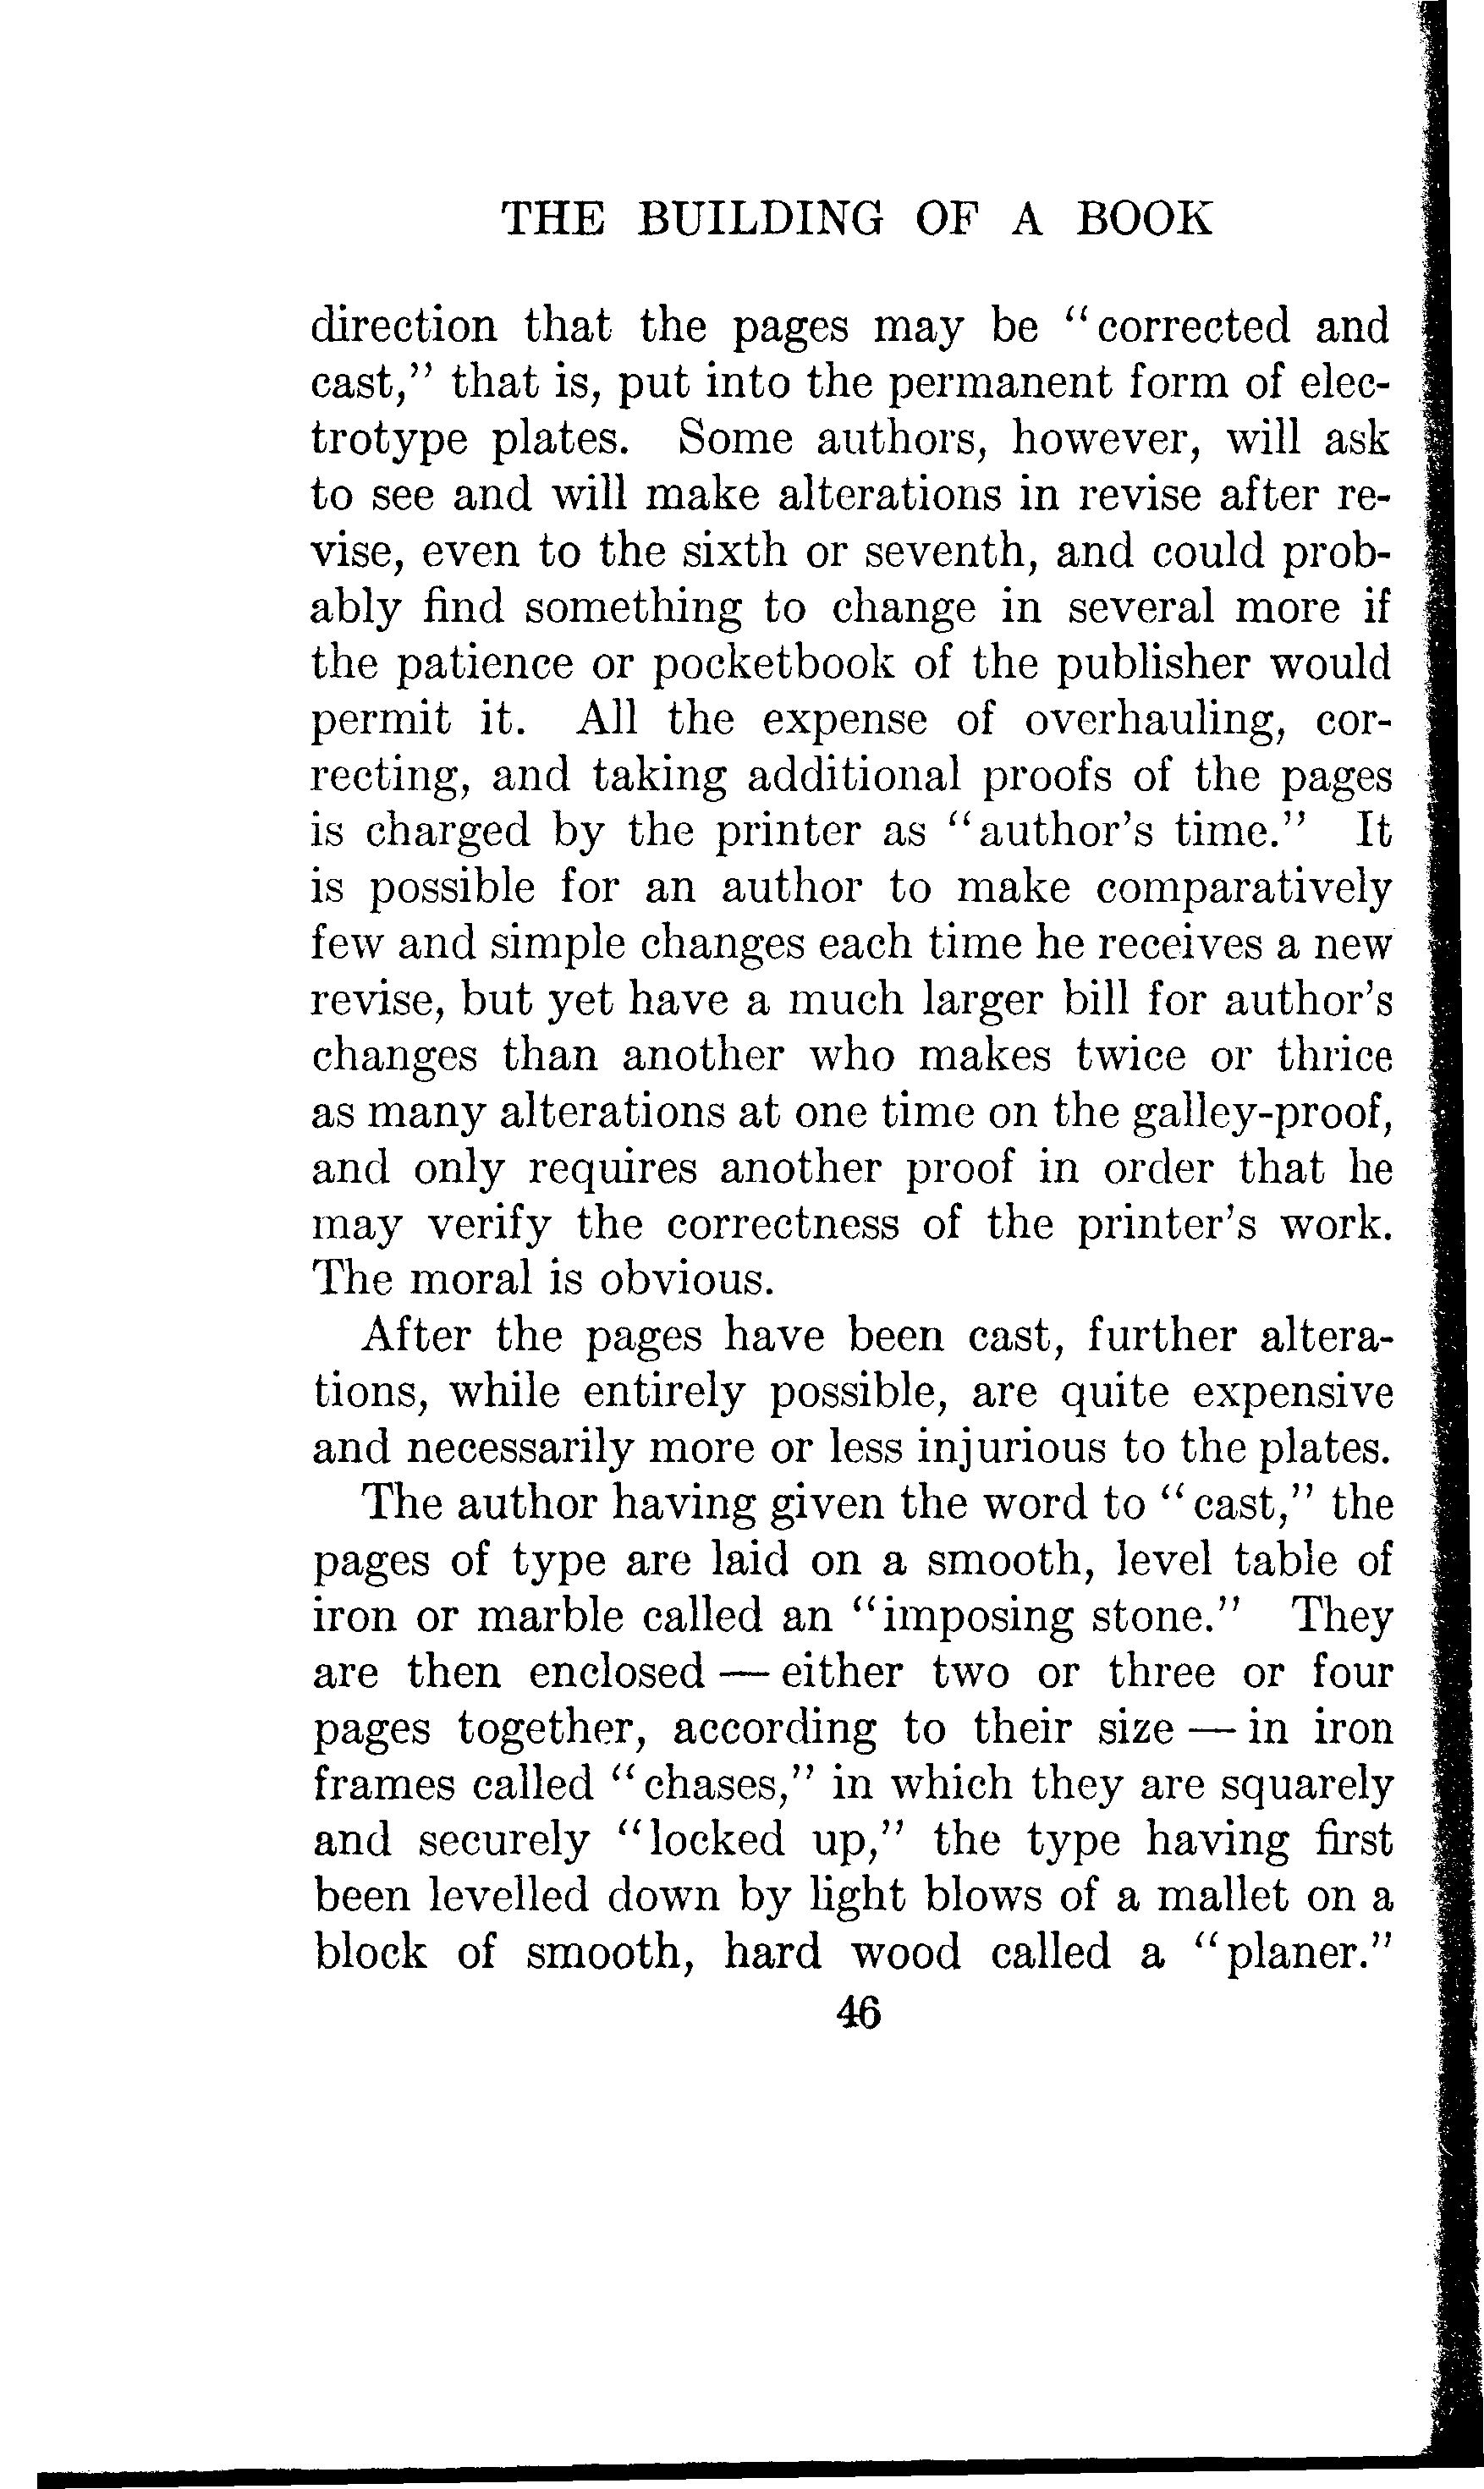 THE BUILDING OF A BOOK
direction that the pages may be “corrected and
cast,” that is, put into the permanent form of elec-
trotype plates. Some authors, however, will ask
to see and will make alterations in revise after re-
vise, even to the sixth or seventh, and could prob-
ably find something to change in several more if
the patience or pocketbook of the publisher would
permit it. All the expense of overhauling, cor-
recting, and taking additional proofs of the pages
is charged by the printer as “author’s time.” It
is possible for an author to make comparatively
few and simple changes each time he receives a new
revise, but yet have a much larger bill for author’s
changes than another who makes twice or thrice
as many alterations at one time on the galley-proof,
and only requires another proof in order that he
may verify the correctness of the printer’s work.
The moral is obvious.
After the pages have been cast, further altera-
tions, while entirely possible, are quite expensive
and necessarily more or less injurious to the plates.
The author having given the word to “cast,” the
pages of type are laid on a smooth, level table of
iron or marble called an “imposing stone.” They
are then enclosed — either two or three or four
pages together, according to their size — in iron
frames called “chases,” in which they are squarely
and securely “locked up,” the type having first
been levelled down by light blows of a mallet on a
block of smooth, hard wood called a “planer.”
46